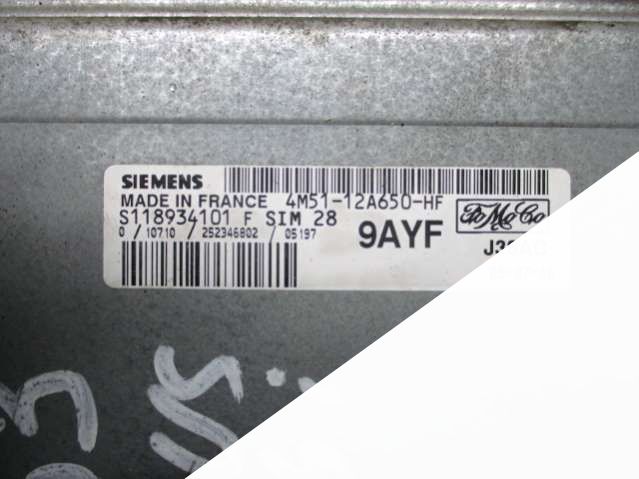 SIEMENS
MADE IN FRANCE 4M51-12A650-HF
S118934101 F SIM 28
0 / 10710 / 252346802 / 05197
9AYF
FoMoCo